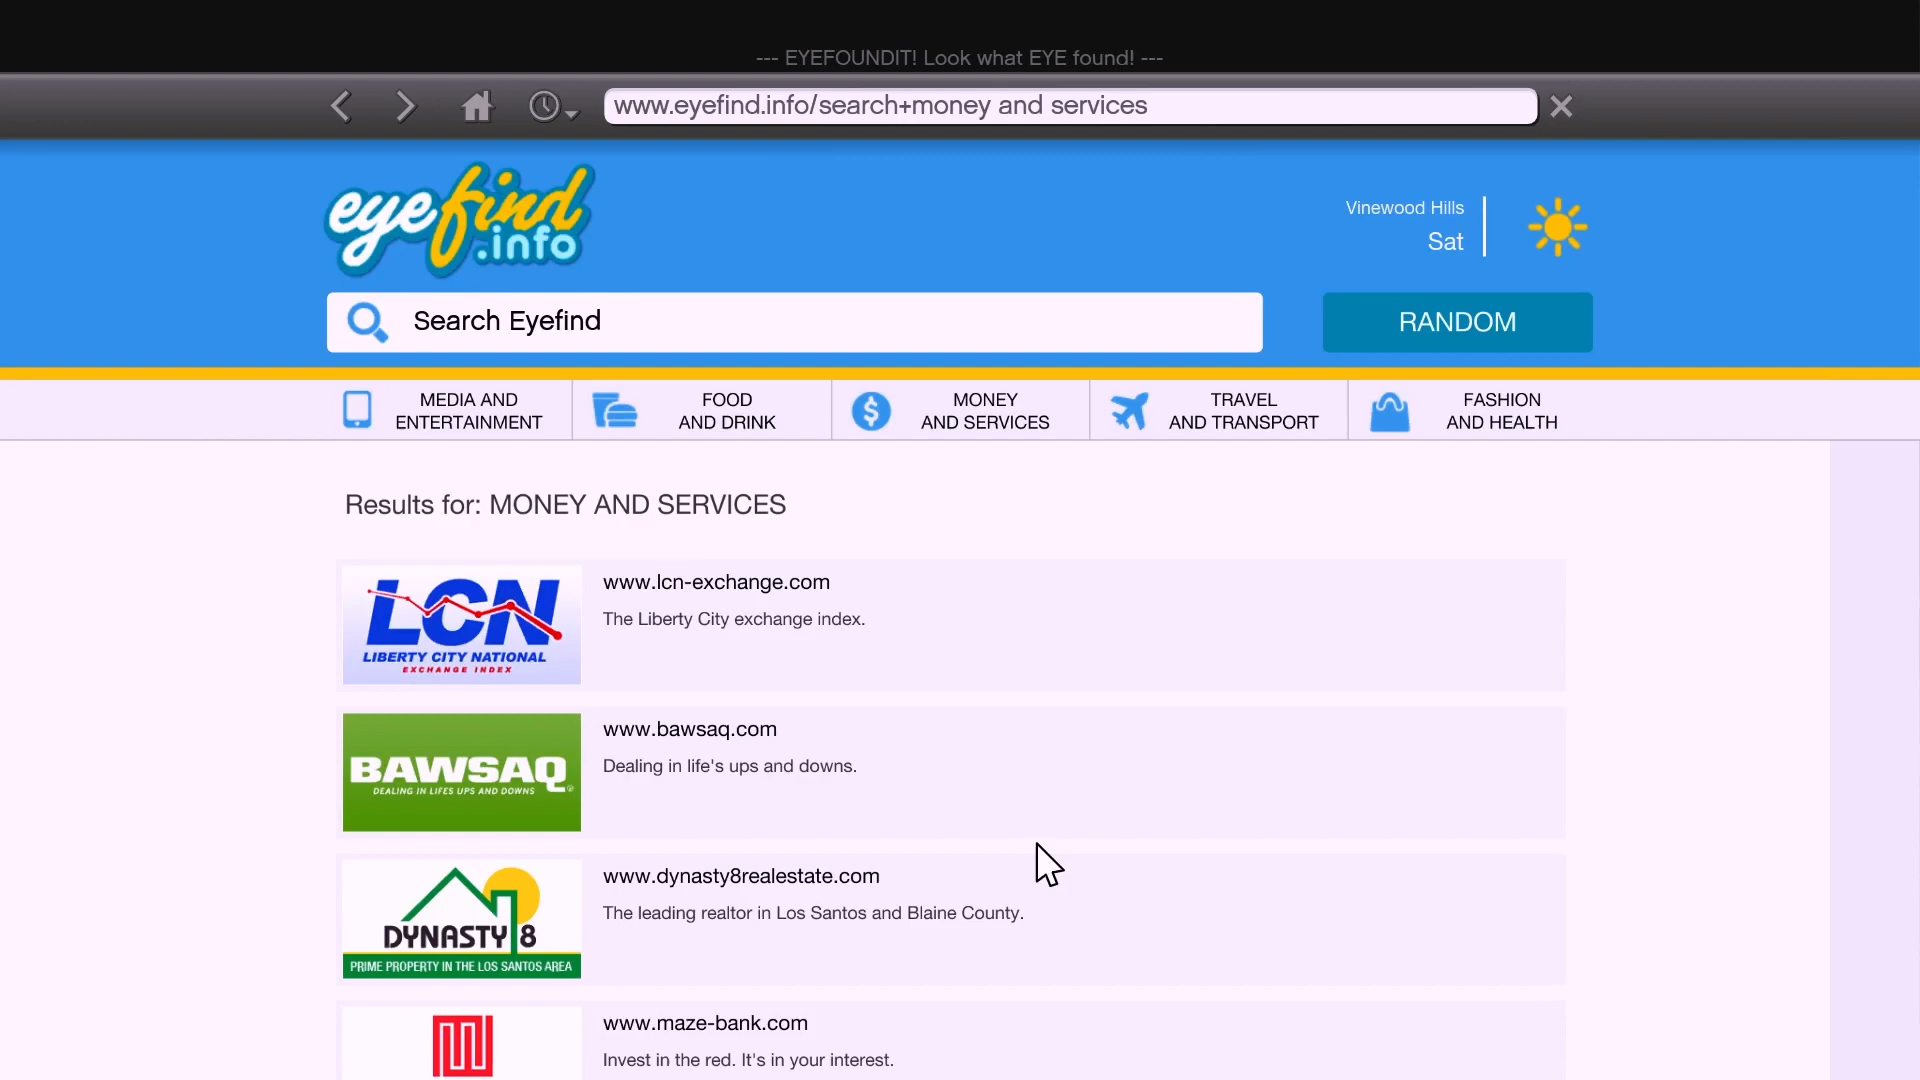 --- EYEFOUNDIT! Look what EYE found! ---
www.eyefind.info/search+money and services
eyefind
.info
Vinewood Hills
Sat
Search Eyefind
RANDOM
MEDIA AND
ENTERTAINMENT
FOOD
AND DRINK
MONEY
AND SERVICES
TRAVEL
AND TRANSPORT
FASHION
AND HEALTH
Results for: MONEY AND SERVICES
LCN
LIBERTY CITY NATIONAL
EXCHANGE INDEX
www.lcn-exchange.com
The Liberty City exchange index.
BAWSAQ
DEALING IN LIFES UPS AND DOWNS
www.bawsaq.com
Dealing in life's ups and downs.
DYNASTY 8
PRIME PROPERTY IN THE LOS SANTOS AREA
www.dynasty8realestate.com
The leading realtor in Los Santos and Blaine County.
www.maze-bank.com
Invest in the red. It's in your interest.